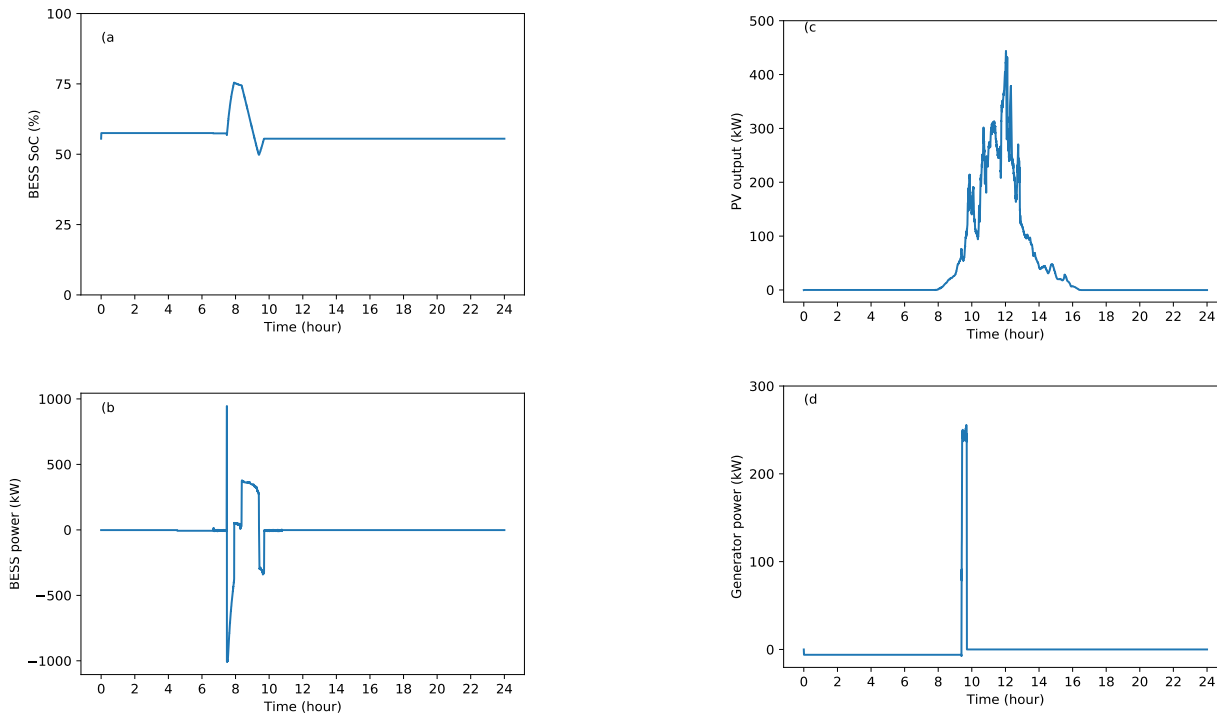 (a
100
75
50
25
0
BESS SoC (%)
0 2 4 6 8 10 12 14 16 18 20 22 24
Time (hour)
(c
500
400
300
200
100
0
PV output (kW)
0 2 4 6 8 10 12 14 16 18 20 22 24
Time (hour)
(b
1000
500
0
−500
−1000
BESS power (kW)
0 2 4 6 8 10 12 14 16 18 20 22 24
Time (hour)
(d
300
200
100
0
Generator power (kW)
0 2 4 6 8 10 12 14 16 18 20 22 24
Time (hour)